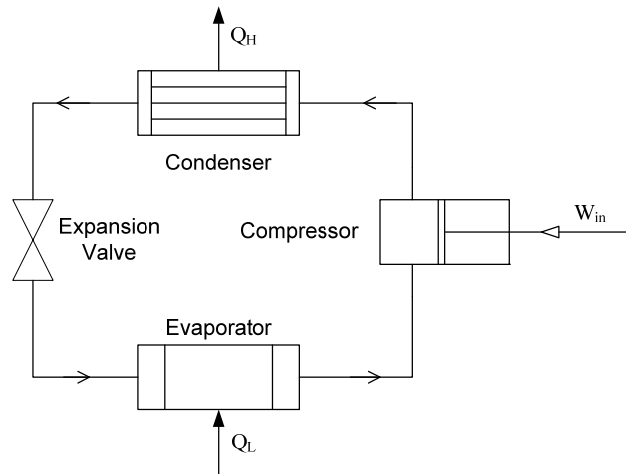 Q_H
Condenser
Expansion
Valve
Compressor
W_in
Evaporator
Q_L